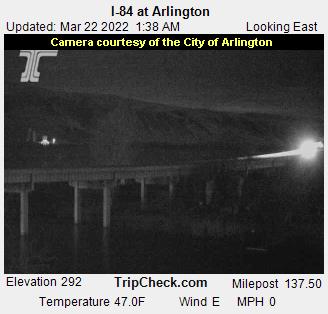 I-84 at Arlington
Updated: Mar 22 2022 1:38 AM Looking East
Camera courtesy of the City of Arlington
Elevation 292 TripCheck.com Milepost 137.50
Temperature 47.0F Wind E MPH 0